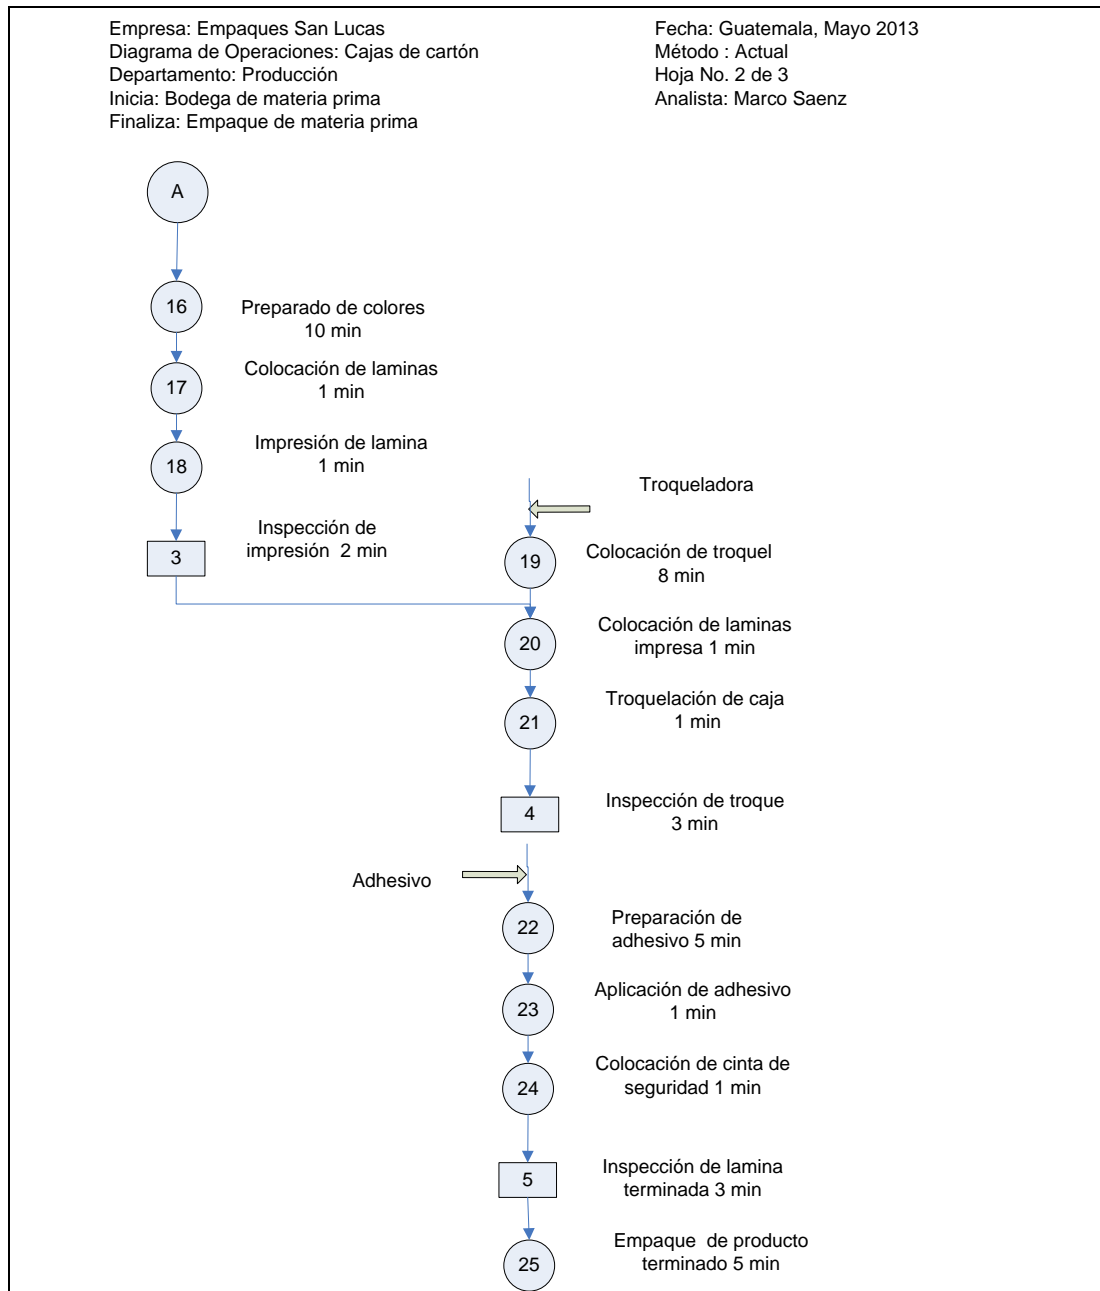 Empresa: Empaques San Lucas
Diagrama de Operaciones: Cajas de cartón
Departamento: Producción
Inicia: Bodega de materia prima
Finaliza: Empaque de materia prima
Fecha: Guatemala, Mayo 2013
Método : Actual
Hoja No. 2 de 3
Analista: Marco Saenz
A
16
Preparado de colores
10 min
17
Colocación de laminas
1 min
18
Impresión de lamina
1 min
3
Inspección de
impresión 2 min
Troqueladora
19
Colocación de troquel
8 min
20
Colocación de laminas
impresa 1 min
21
Troquelación de caja
1 min
4
Inspección de troque
3 min
Adhesivo
22
Preparación de
adhesivo 5 min
23
Aplicación de adhesivo
1 min
24
Colocación de cinta de
seguridad 1 min
5
Inspección de lamina
terminada 3 min
25
Empaque de producto
terminado 5 min